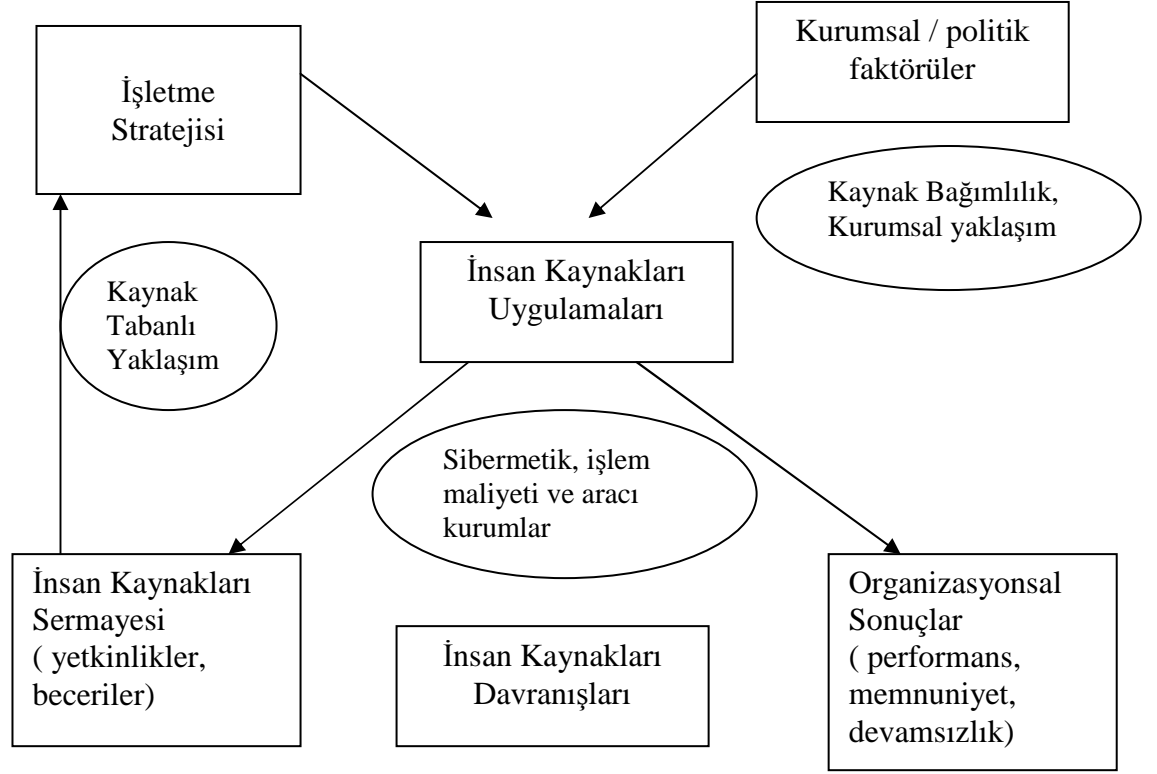 İşletme
Stratejisi
Kurumsal / politik
faktörüler
Kaynak Bağımlılık,
Kurumsal yaklaşım
İnsan Kaynakları
Uygulamaları
Kaynak
Tabanlı
Yaklaşım
Sibermetik, işlem
maliyeti ve aracı
kurumlar
İnsan Kaynakları
Sermayesi
( yetkinlikler,
beceriler)
İnsan Kaynakları
Davranışları
Organizasyonsal
Sonuçlar
( performans,
memnuniyet,
devamsızlık)